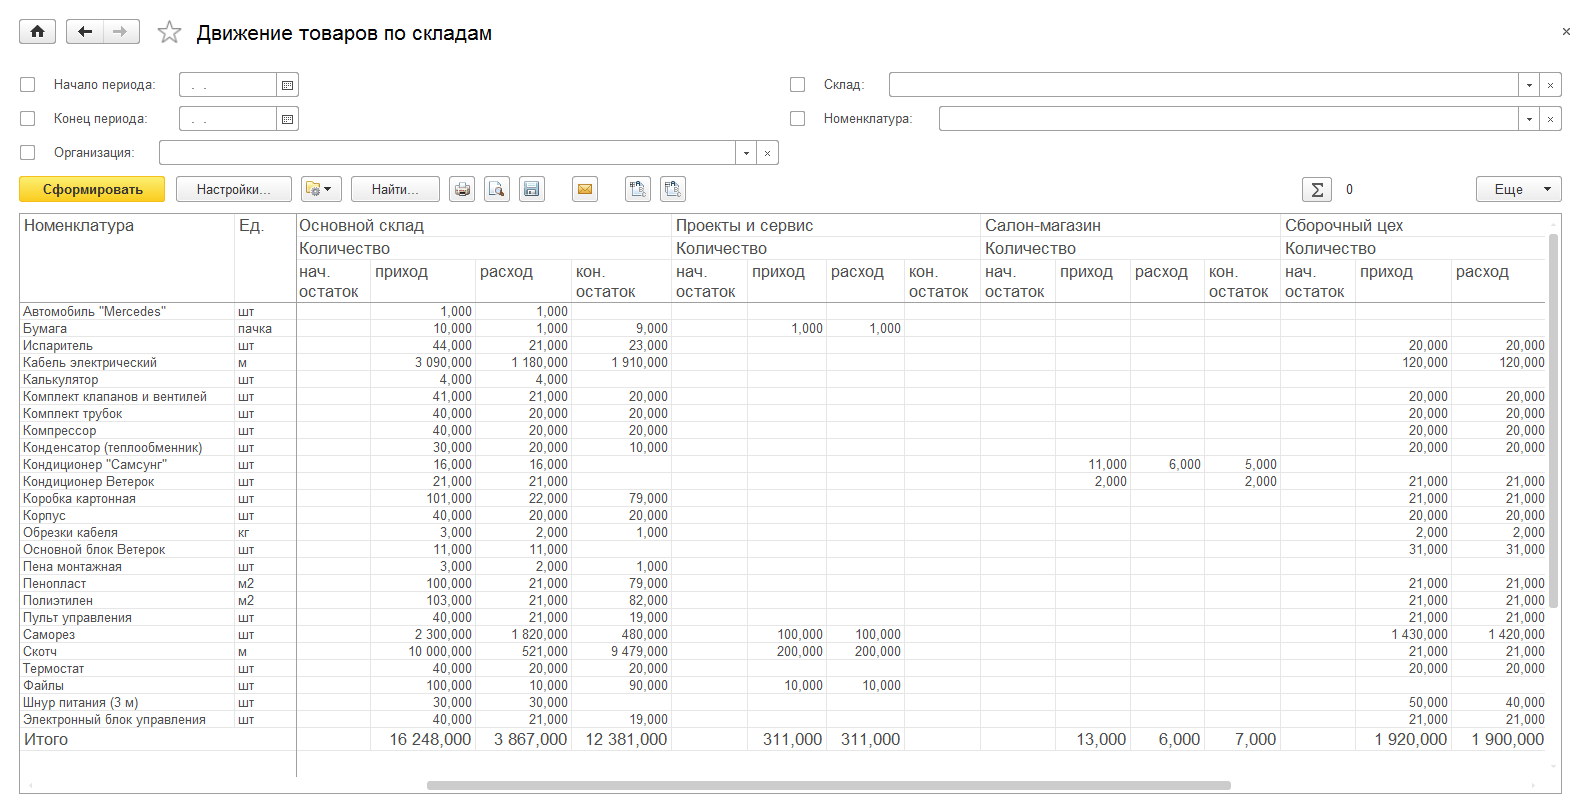 Движение товаров по складам
Начало периода: . . Склад:
Конец периода: . . Номенклатура:
Организация:
Сформировать Настройки... Найти... Σ 0 Еще
Номенклатура Ед. Основной склад Проекты и сервис Салон-магазин Сборочный цех
Количество Количество Количество Количество
нач. приход расход кон. нач. приход расход кон. нач. приход расход кон. нач. приход расход
остаток остаток остаток остаток остаток остаток остаток
Автомобиль "Mercedes" шт 1,000 1,000
Бумага пачка 10,000 1,000 9,000 1,000 1,000
Испаритель шт 44,000 21,000 23,000 20,000 20,000
Кабель электрический м 3 090,000 1 180,000 1 910,000 120,000 120,000
Калькулятор шт 4,000 4,000
Комплект клапанов и вентилей шт 41,000 21,000 20,000 20,000 20,000
Комплект трубок шт 40,000 20,000 20,000 20,000 20,000
Компрессор шт 40,000 20,000 20,000 20,000 20,000
Конденсатор (теплообменник) шт 30,000 20,000 10,000 20,000 20,000
Кондиционер "Самсунг" шт 16,000 16,000 11,000 6,000 5,000
Кондиционер Ветерок шт 21,000 21,000 2,000 2,000 21,000 21,000
Коробка картонная шт 101,000 22,000 79,000 21,000 21,000
Корпус шт 40,000 20,000 20,000 20,000 20,000
Обрезки кабеля кг 3,000 2,000 1,000 2,000 2,000
Основной блок Ветерок шт 11,000 11,000 31,000 31,000
Пена монтажная шт 3,000 2,000 1,000
Пенопласт м2 100,000 21,000 79,000 21,000 21,000
Полиэтилен м2 103,000 21,000 82,000 21,000 21,000
Пульт управления шт 40,000 21,000 19,000 21,000 21,000
Саморез шт 2 300,000 1 820,000 480,000 100,000 100,000 1 430,000 1 420,000
Скотч м 10 000,000 521,000 9 479,000 200,000 200,000 21,000 21,000
Термостат шт 40,000 20,000 20,000 20,000 20,000
Файлы шт 100,000 10,000 90,000 10,000 10,000
Шнур питания (3 м) шт 30,000 30,000 50,000 40,000
Электронный блок управления шт 40,000 21,000 19,000 21,000 21,000
Итого 16 248,000 3 867,000 12 381,000 311,000 311,000 13,000 6,000 7,000 1 920,000 1 900,000